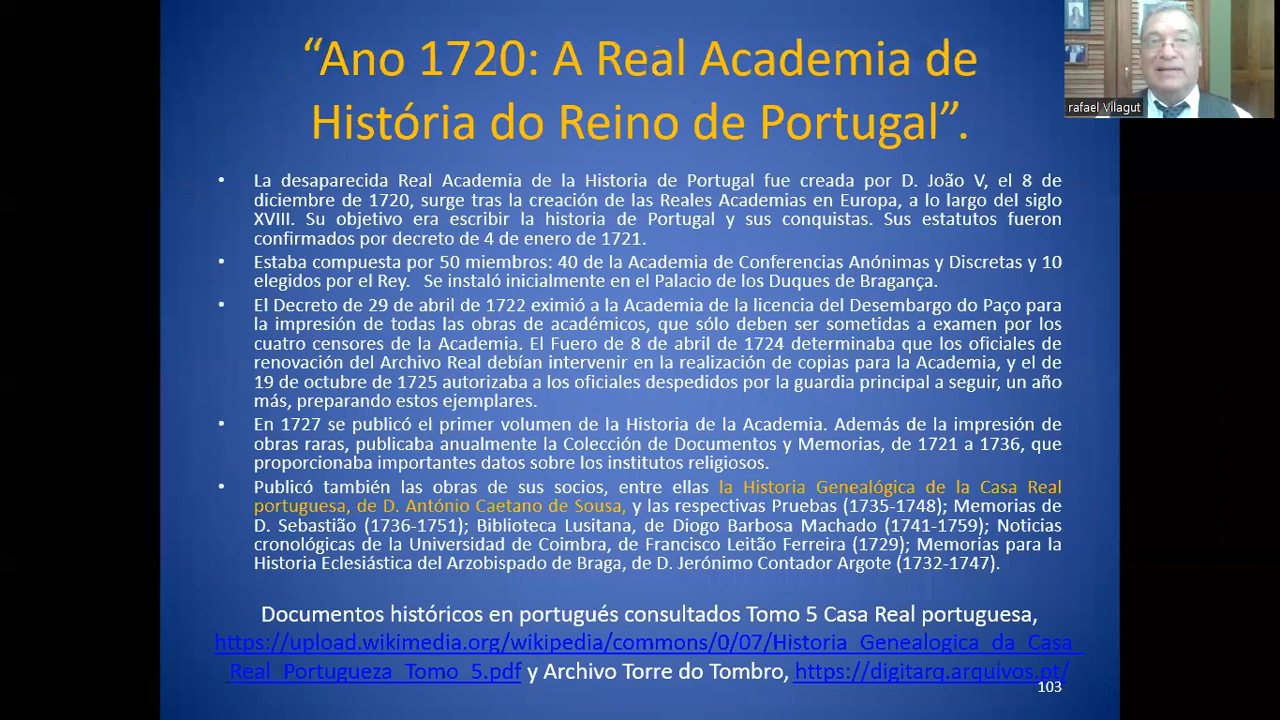 “Ano 1720: A Real Academia de
História do Reino de Portugal”.
rafael Vilagut
• La desaparecida Real Academia de la Historia de Portugal fue creada por D. João V, el 8 de
diciembre de 1720, surge tras la creación de las Reales Academias en Europa, a lo largo del siglo
XVIII. Su objetivo era escribir la historia de Portugal y sus conquistas. Sus estatutos fueron
confirmados por decreto de 4 de enero de 1721.
• Estaba compuesta por 50 miembros: 40 de la Academia de Conferencias Anónimas y Discretas y 10
elegidos por el Rey. Se instaló inicialmente en el Palacio de los Duques de Bragança.
• El Decreto de 29 de abril de 1722 eximió a la Academia de la licencia del Desembargo do Paço para
la impresión de todas las obras de académicos, que sólo deben ser sometidas a examen por los
cuatro censores de la Academia. El Fuero de 8 de abril de 1724 determinaba que los oficiales de
renovación del Archivo Real debían intervenir en la realización de copias para la Academia, y el de
19 de octubre de 1725 autorizaba a los oficiales despedidos por la guardia principal a seguir, un año
más, preparando estos ejemplares.
• En 1727 se publicó el primer volumen de la Historia de la Academia. Además de la impresión de
obras raras, publicaba anualmente la Colección de Documentos y Memorias, de 1721 a 1736, que
proporcionaba importantes datos sobre los institutos religiosos.
• Publicó también las obras de sus socios, entre ellas la Historia Genealógica de la Casa Real
portuguesa, de D. António Caetano de Sousa, y las respectivas Pruebas (1735-1748); Memorias de
D. Sebastião (1736-1751); Biblioteca Lusitana, de Diogo Barbosa Machado (1741-1759); Noticias
cronológicas de la Universidad de Coimbra, de Francisco Leitão Ferreira (1729); Memorias para la
Historia Eclesiástica del Arzobispado de Braga, de D. Jerónimo Contador Argote (1732-1747).
Documentos históricos en portugués consultados Tomo 5 Casa Real portuguesa,
https://upload.wikimedia.org/wikipedia/commons/0/07/Historia_Genealogica_da_Casa_
Real_Portugueza_Tomo_5.pdf y Archivo Torre do Tombro, https://digitarq.arquivos.pt/
103